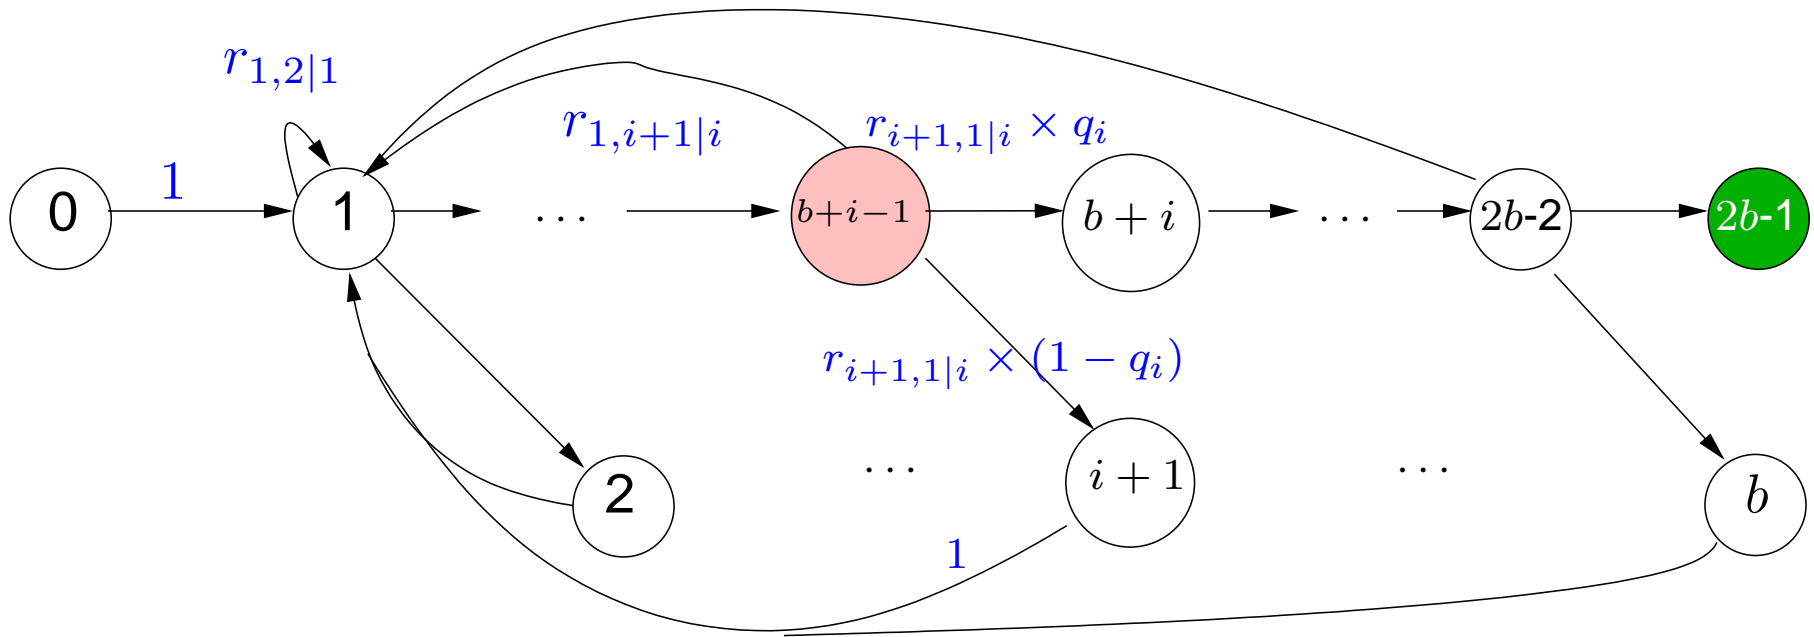 r_{1,2|1}
r_{1,i+1|i}
r_{i+1,1|i} × q_i
1
0
1
...
b+i−1
b + i
...
2b-2
2b-1
r_{i+1,1|i} × (1 − q_i)
2
...
i + 1
...
b
1